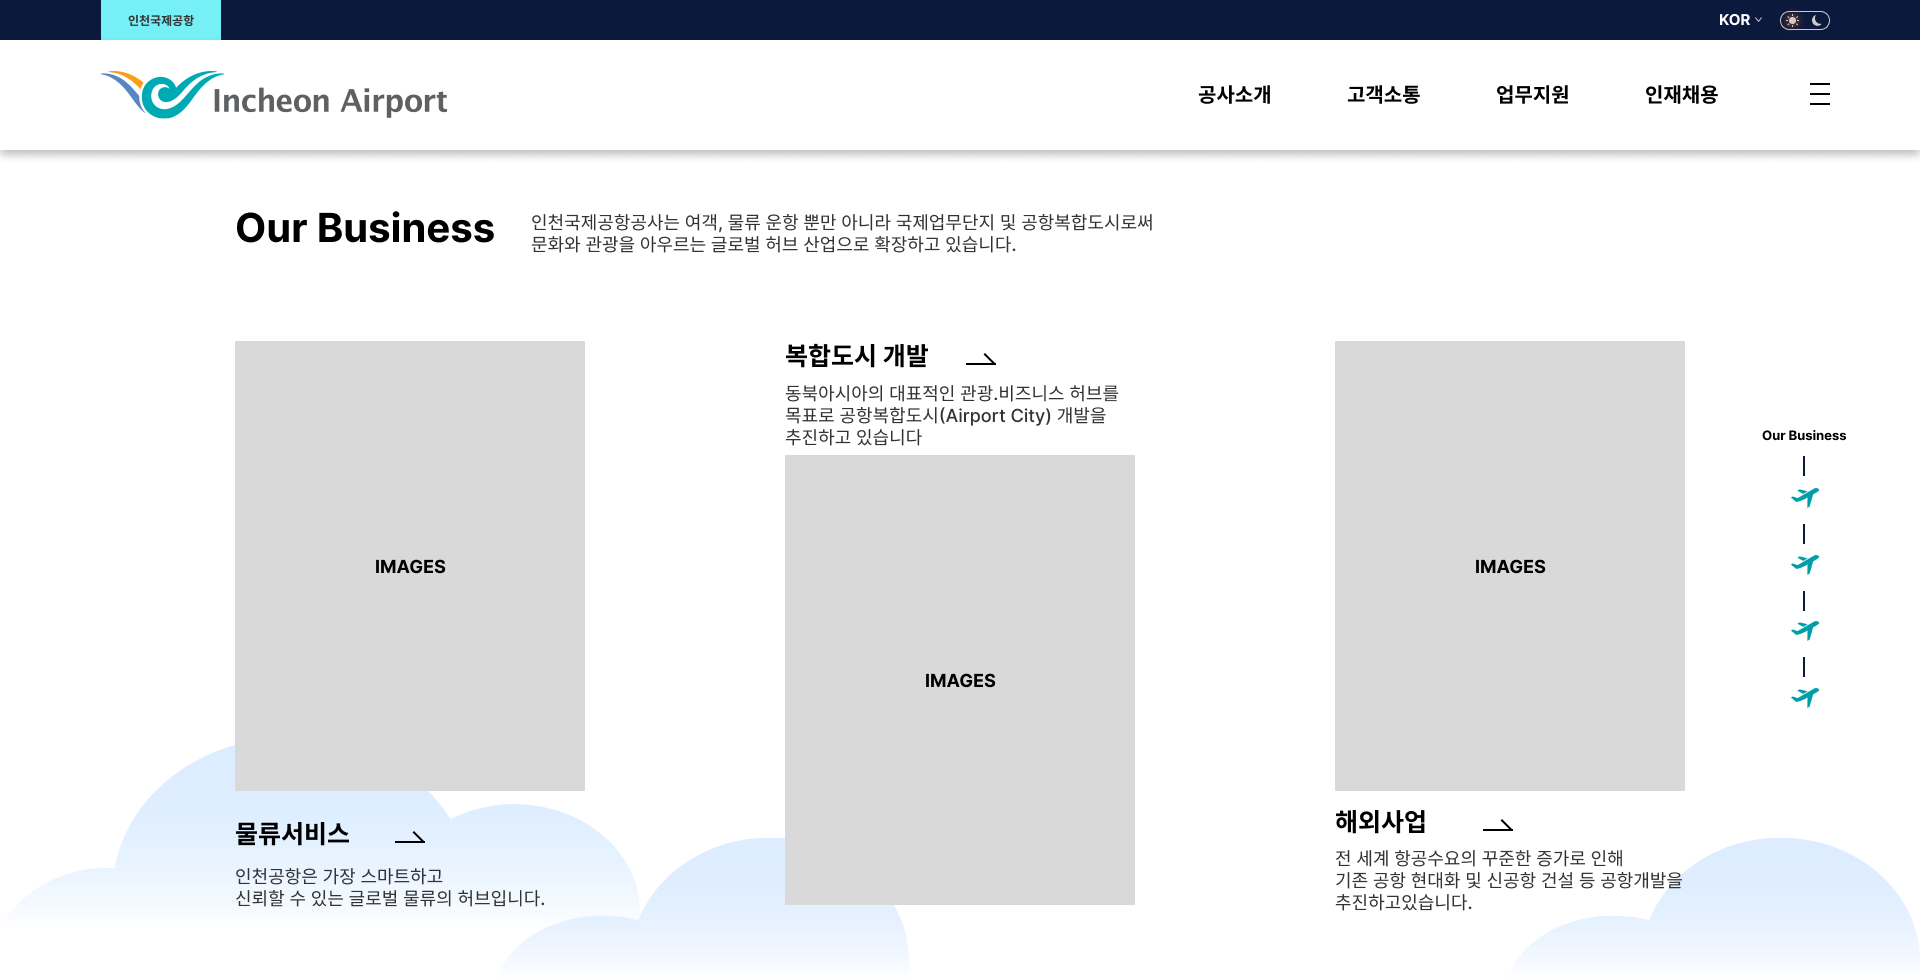 인천국제공항
KOR
Incheon Airport
공사소개
고객소통
업무지원
인재채용
Our Business
인천국제공항공사는 여객, 물류 운항 뿐만 아니라 국제업무단지 및 공항복합도시로써
문화와 관광을 아우르는 글로벌 허브 산업으로 확장하고 있습니다.
IMAGES
물류서비스
인천공항은 가장 스마트하고
신뢰할 수 있는 글로벌 물류의 허브입니다.
복합도시 개발
동북아시아의 대표적인 관광.비즈니스 허브를
목표로 공항복합도시(Airport City) 개발을
추진하고 있습니다
IMAGES
IMAGES
해외사업
전 세계 항공수요의 꾸준한 증가로 인해
기존 공항 현대화 및 신공항 건설 등 공항개발을
추진하고있습니다.
Our Business